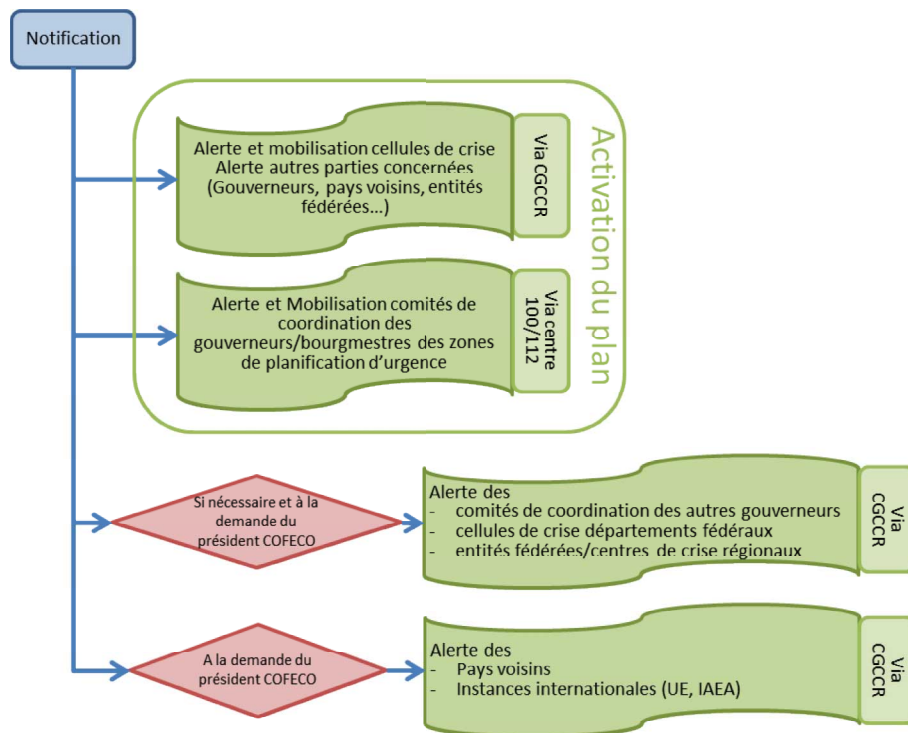 Notification
Alerte et mobilisation cellules de crise
Alerte autres parties concernées
(Gouverneurs, pays voisins, entités
fédérées...)
Via CGCCR
Alerte et Mobilisation comités de
coordination des
gouverneurs/bourgmestres des zones
de planification d'urgence
Via centre
100/112
Activation du plan
Si nécessaire et à la
demande du
président COFECO
Alerte des
- comités de coordination des autres gouverneurs
- cellules de crise départements fédéraux
- entités fédérées/centres de crise régionaux
Via
CGCCR
A la demande du
président COFECO
Alerte des
- Pays voisins
- Instances internationales (UE, IAEA)
Via
CGCCR